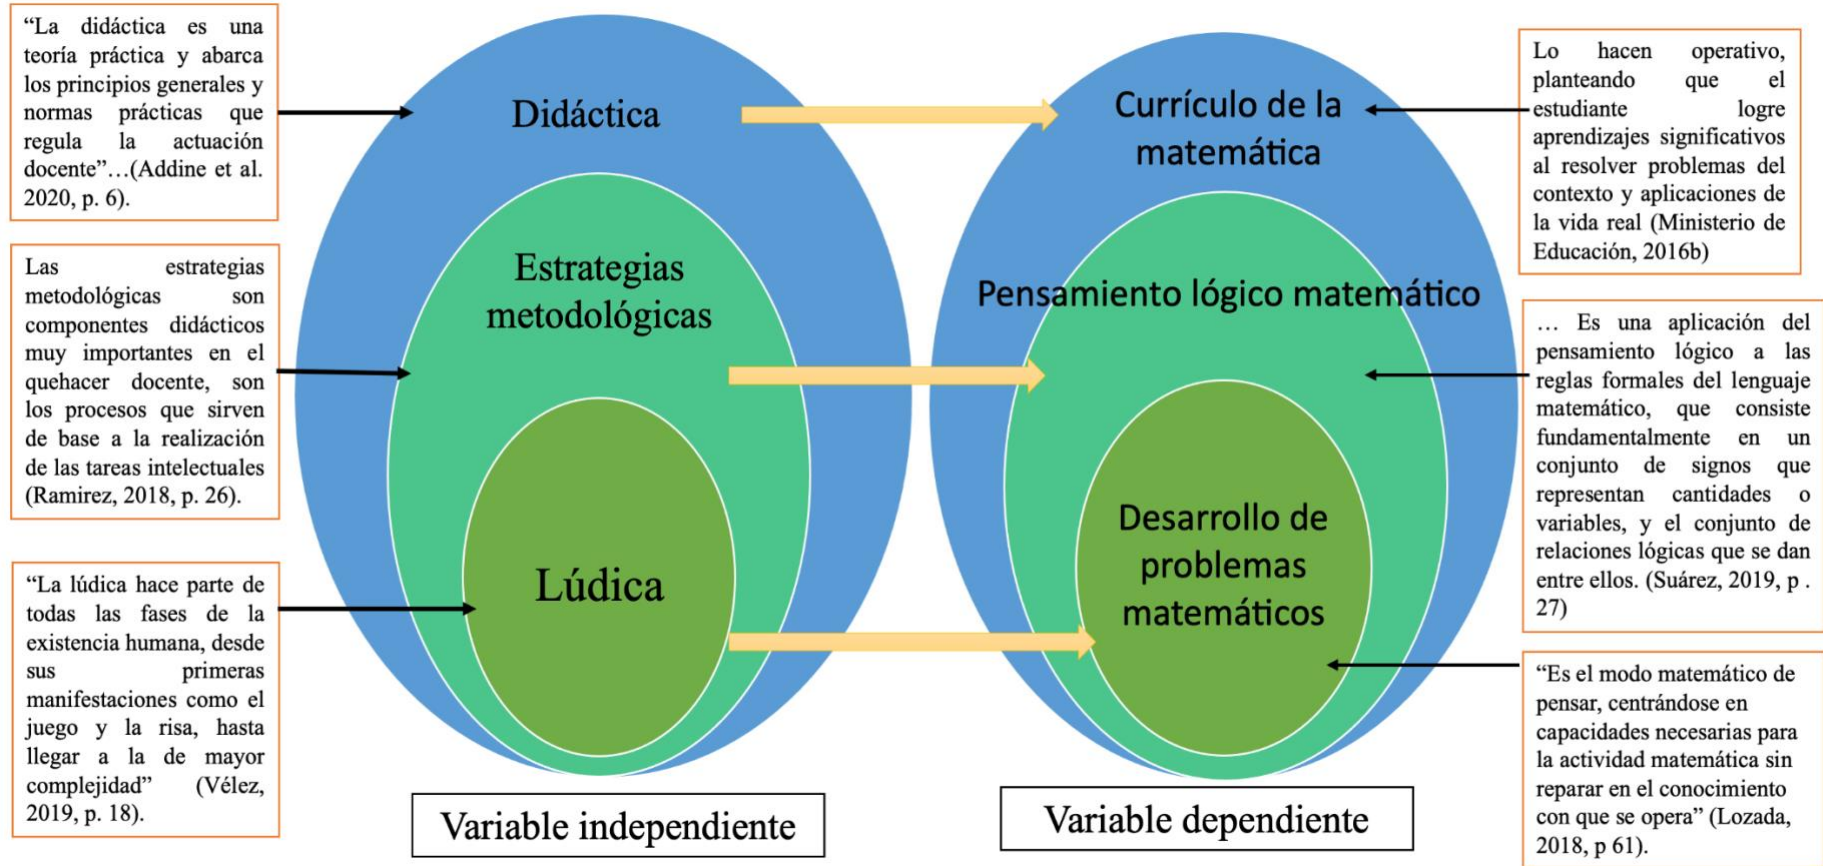 “La didáctica es una
teoría práctica y abarca
los principios generales y
normas prácticas que
regula la actuación
docente”…(Addine et al.
2020, p. 6).
Las estrategias
metodológicas son
componentes didácticos
muy importantes en el
quehacer docente, son
los procesos que sirven
de base a la realización
de las tareas intelectuales
(Ramirez, 2018, p. 26).
“La lúdica hace parte de
todas las fases de la
existencia humana, desde
sus primeras
manifestaciones como el
juego y la risa, hasta
llegar a la de mayor
complejidad” (Vélez,
2019, p. 18).
Didáctica
Estrategias
metodológicas
Lúdica
Variable independiente
Currículo de la
matemática
Pensamiento lógico matemático
Desarrollo de
problemas
matemáticos
Variable dependiente
Lo hacen operativo,
planteando que el
estudiante logre
aprendizajes significativos
al resolver problemas del
contexto y aplicaciones de
la vida real (Ministerio de
Educación, 2016b)
… Es una aplicación del
pensamiento lógico a las
reglas formales del lenguaje
matemático, que consiste
fundamentalmente en un
conjunto de signos que
representan cantidades o
variables, y el conjunto de
relaciones lógicas que se dan
entre ellos. (Suárez, 2019, p .
27)
“Es el modo matemático de
pensar, centrándose en
capacidades necesarias para
la actividad matemática sin
reparar en el conocimiento
con que se opera” (Lozada,
2018, p 61).